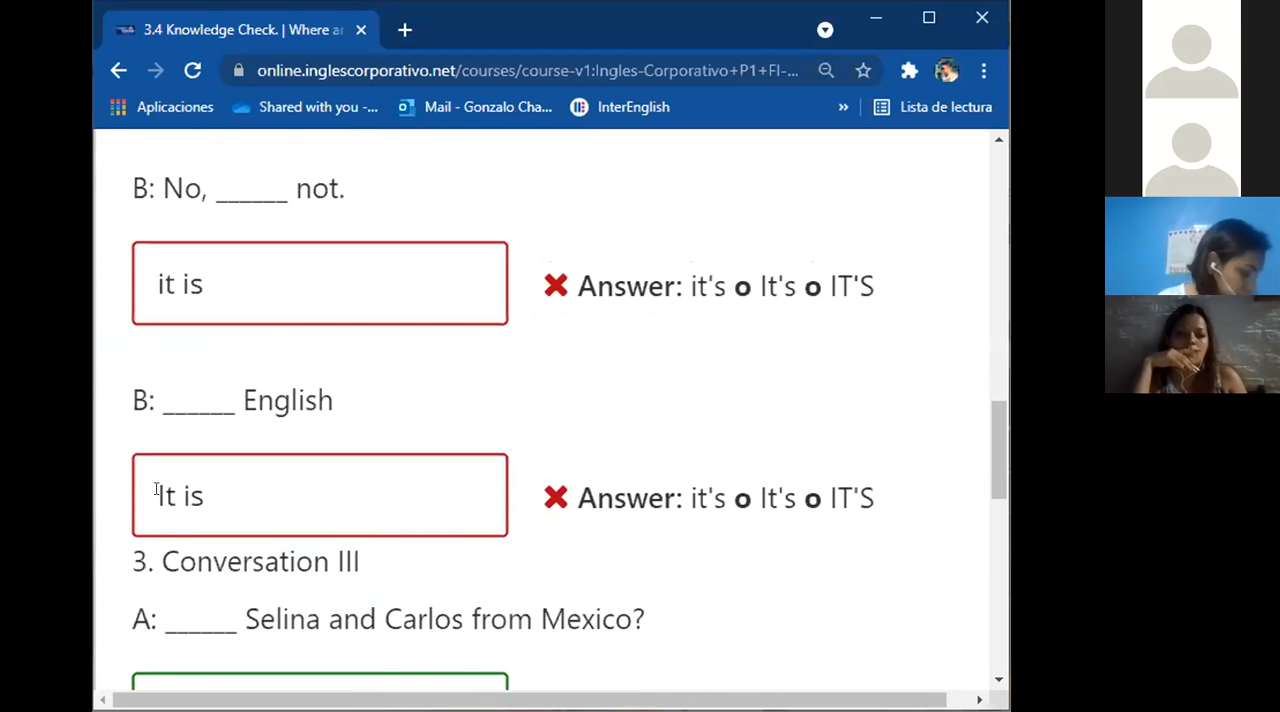 3.4 Knowledge Check. | Where ar
online.inglescorporativo.net/courses/course-v1:Ingles-Corporativo+P1+FI-...
Aplicaciones Shared with you -... Mail - Gonzalo Cha... InterEnglish » Lista de lectura
B: No, ______ not.
it is Answer: it's o It's o IT'S
B: ______ English
It is Answer: it's o It's o IT'S
3. Conversation III
A: ______ Selina and Carlos from Mexico?